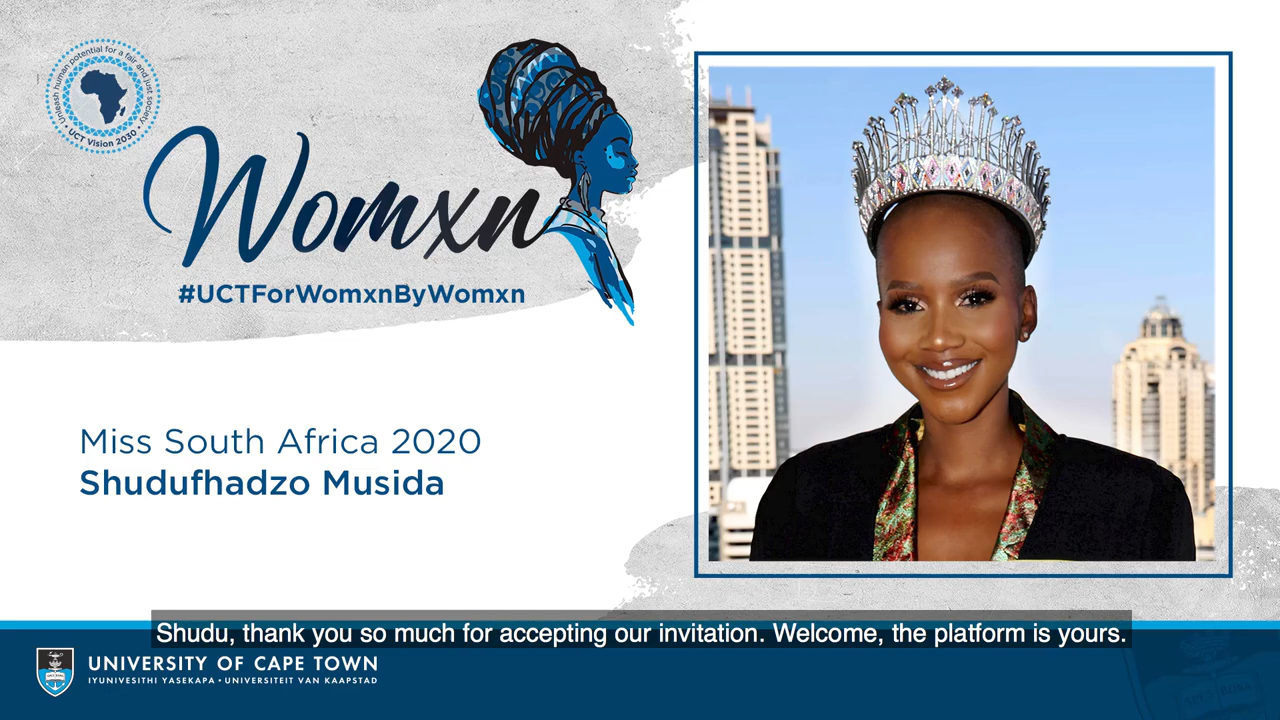 Unleash human potential for a fair and just society
• UCT Vision 2030 •
Womxn
#UCTForWomxnByWomxn
Miss South Africa 2020
Shudufhadzo Musida
Shudu, thank you so much for accepting our invitation. Welcome, the platform is yours.
UNIVERSITY OF CAPE TOWN
IYUNIVESITHI YASEKAPA • UNIVERSITEIT VAN KAAPSTAD